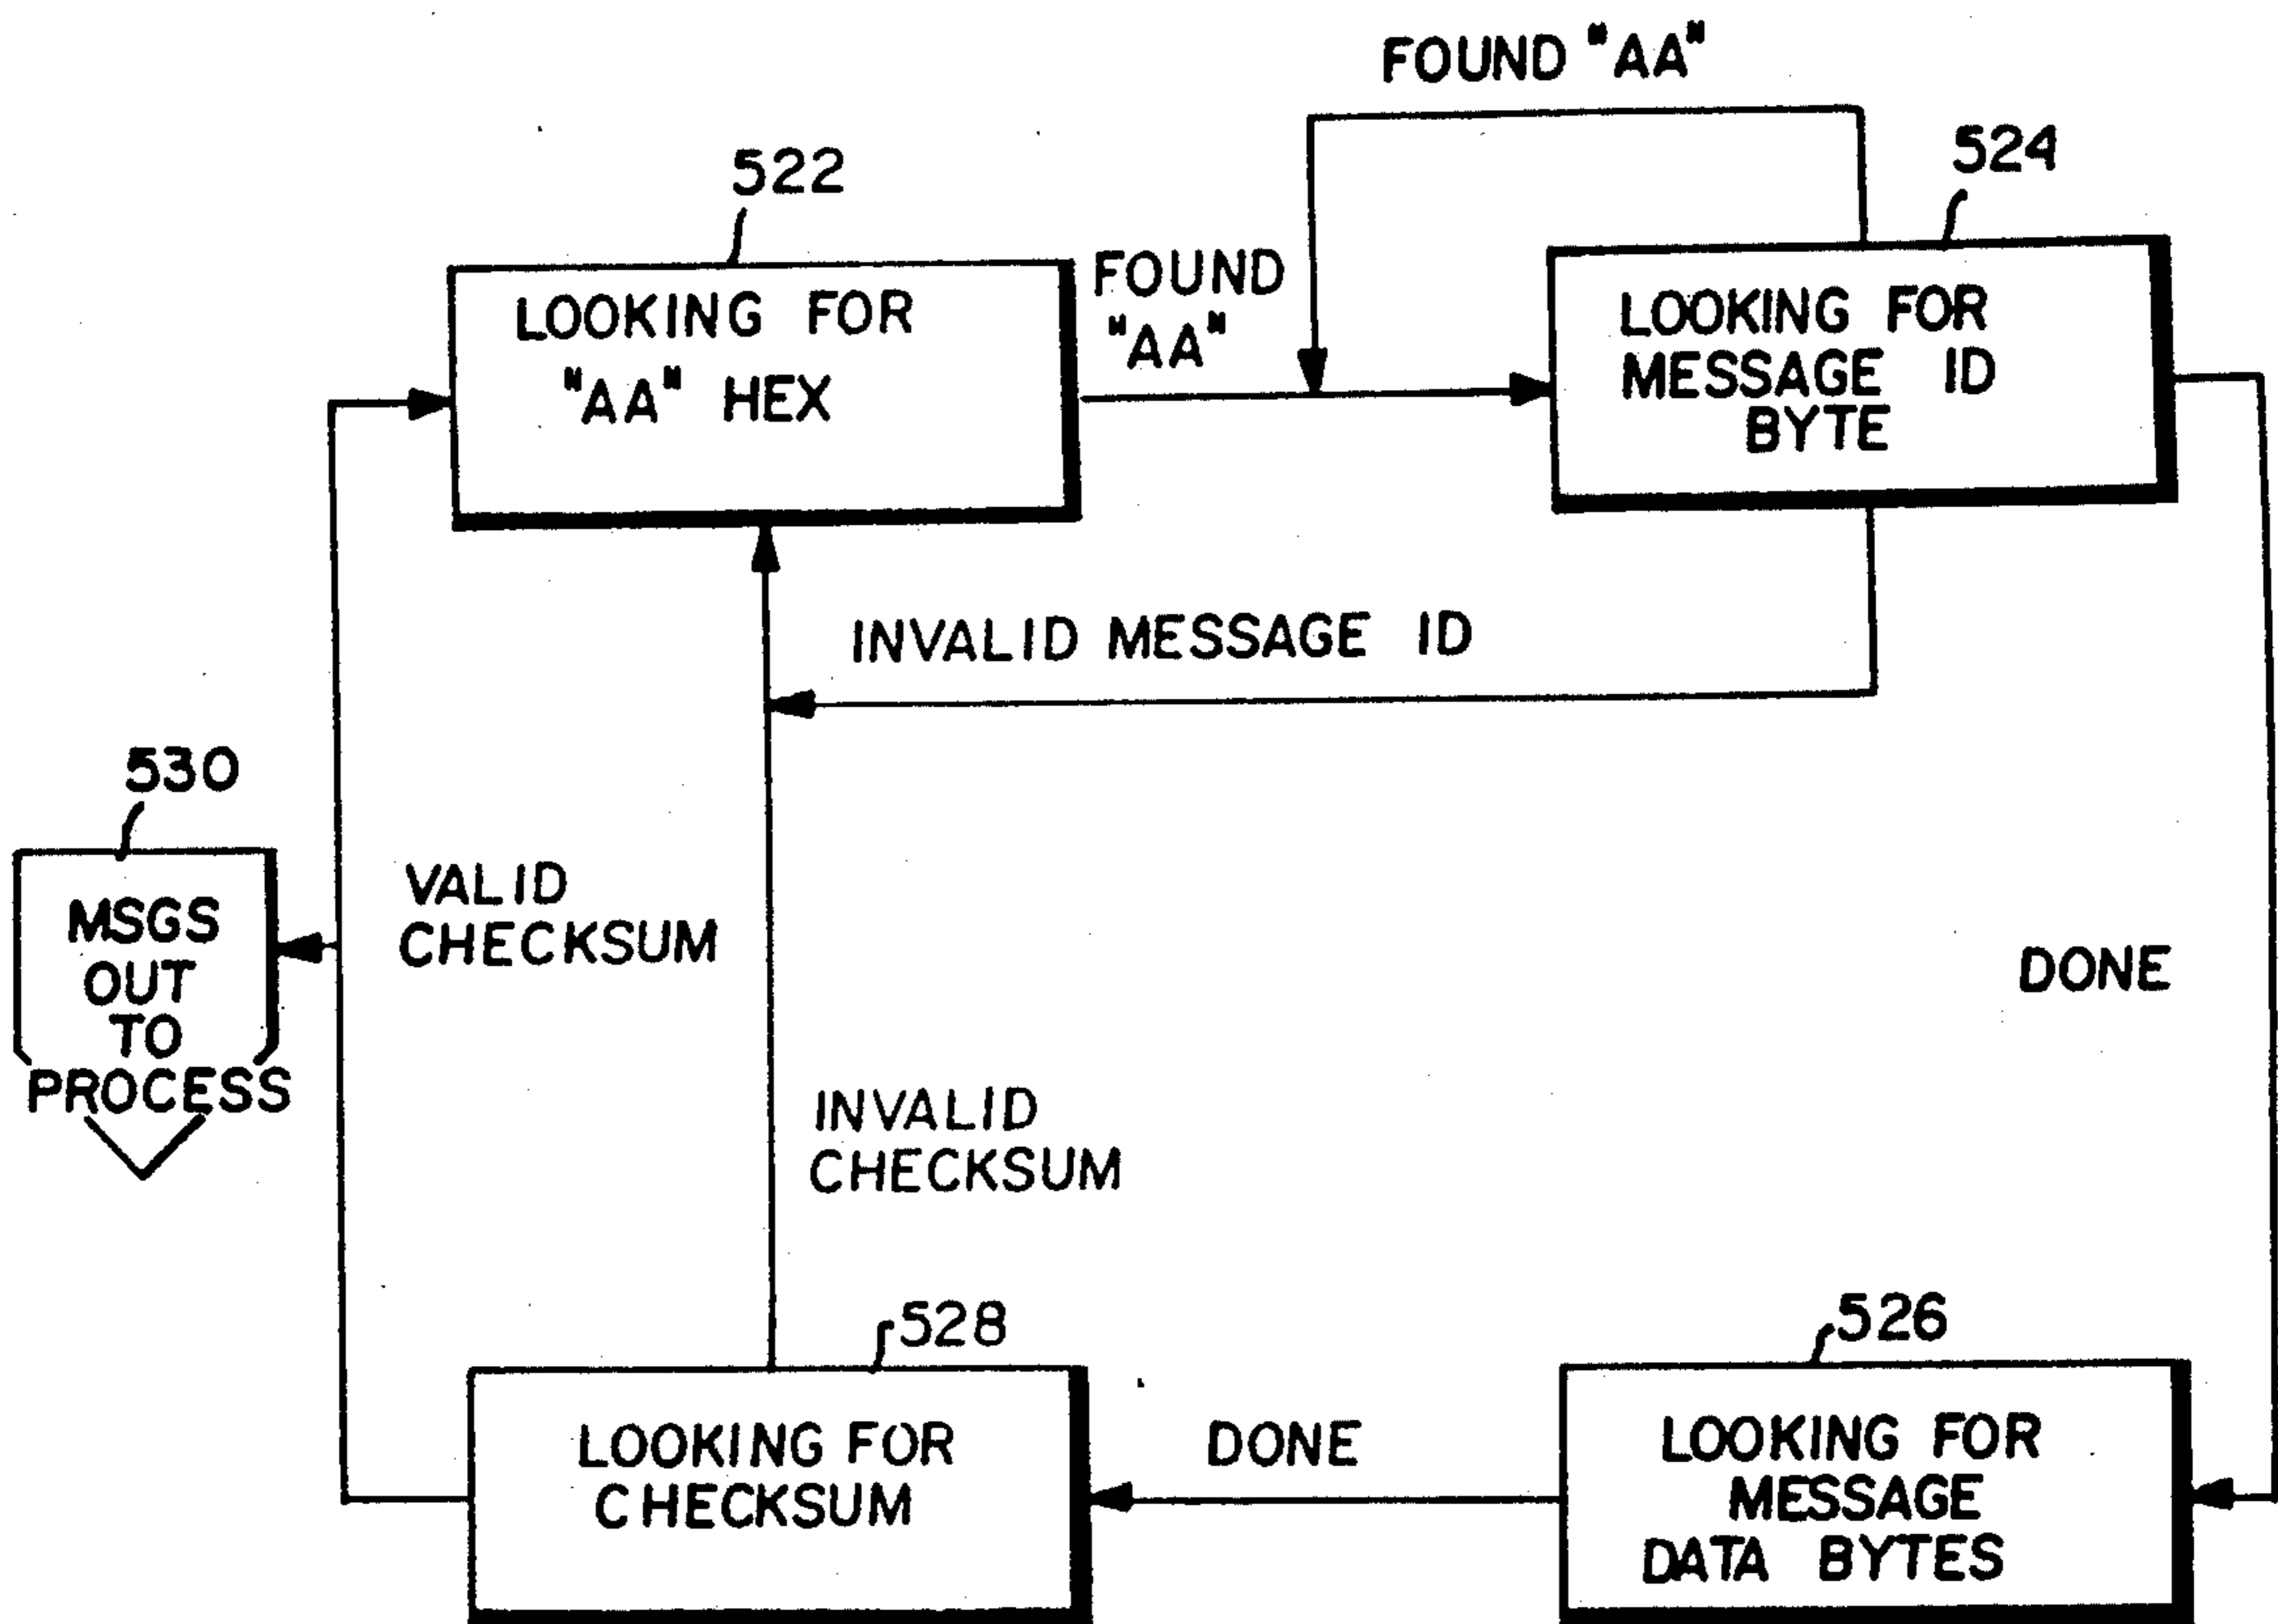 FOUND "AA"
522
524
LOOKING FOR
"AA" HEX
FOUND
"AA"
LOOKING FOR
MESSAGE ID
BYTE
INVALID MESSAGE ID
530
MSGS
OUT
TO
PROCESS
VALID
CHECKSUM
DONE
INVALID
CHECKSUM
528
526
LOOKING FOR
CHECKSUM
DONE
LOOKING FOR
MESSAGE
DATA BYTES